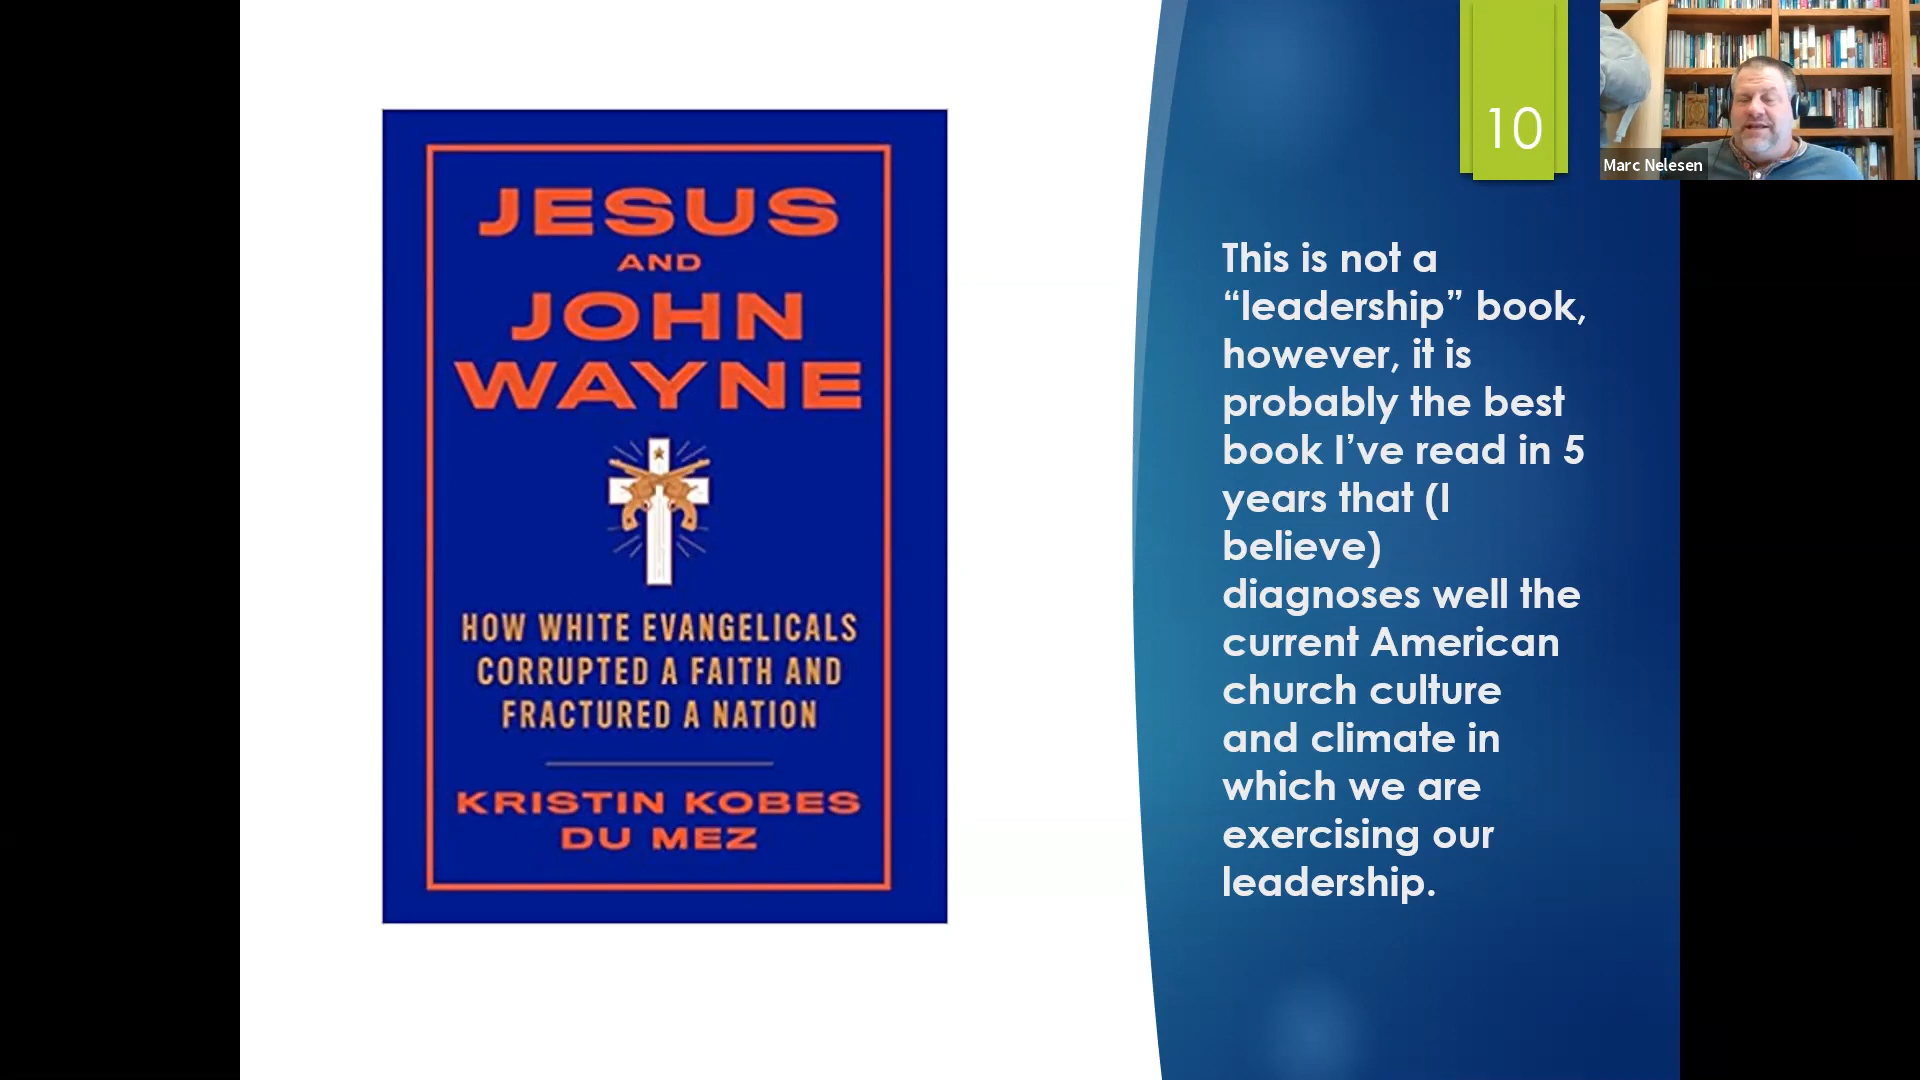 JESUS
AND
JOHN
WAYNE
HOW WHITE EVANGELICALS
CORRUPTED A FAITH AND
FRACTURED A NATION
KRISTIN KOBES
DU MEZ
10
Marc Nelesen
This is not a
“leadership” book,
however, it is
probably the best
book I’ve read in 5
years that (I
believe)
diagnoses well the
current American
church culture
and climate in
which we are
exercising our
leadership.